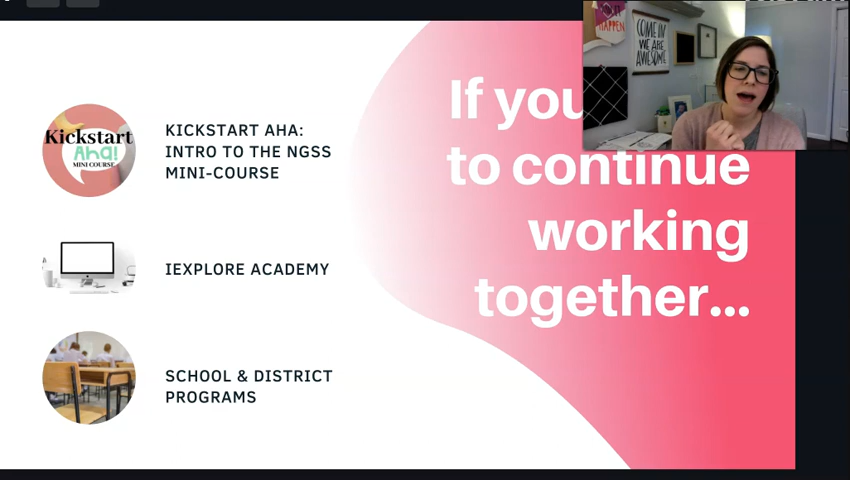 Kickstart
Aha!
MINI COURSE
KICKSTART AHA:
INTRO TO THE NGSS
MINI-COURSE
IEXPLORE ACADEMY
SCHOOL & DISTRICT
PROGRAMS
If you
to continue
working
together...
HAPPEN
COME IN
WE ARE
AWESOME